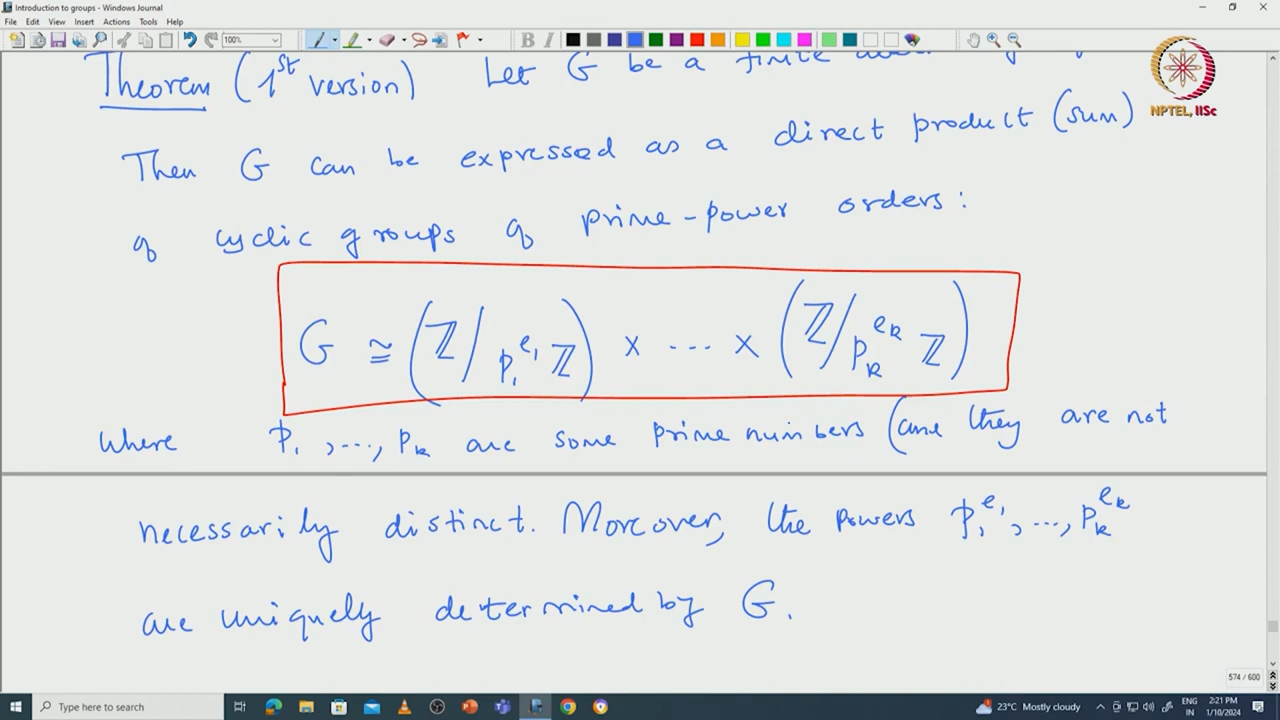 Introduction to groups - Windows Journal
File Edit View Insert Actions Tools Help
100%
B I
Theorem (1st version) Let G be a finite
NPTEL, IISc
Then G can be expressed as a direct product (sum)
of cyclic groups of prime-power orders:
G ≅ (ℤ/p₁^{e₁}ℤ) × ... × (ℤ/p_k^{e_k}ℤ)
where p₁,...,p_k are some prime numbers (and they are not
necessarily distinct. Moreover, the powers p₁^{e₁},...,p_k^{e_k}
are uniquely determined by G.
574 / 600
Type here to search
23°C Mostly cloudy
ENG
IN
2:21 PM
1/10/2024